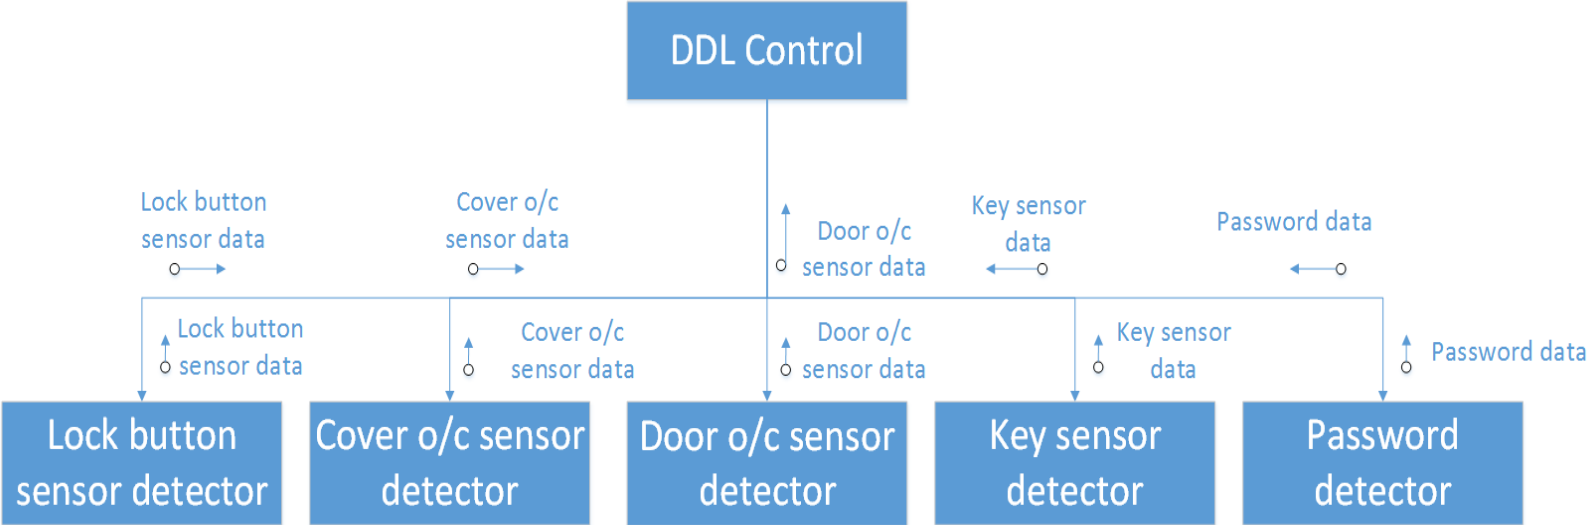 DDL Control
Lock button
sensor data
Cover o/c
sensor data
Door o/c
sensor data
Key sensor
data
Password data
Lock button
sensor data
Cover o/c
sensor data
Door o/c
sensor data
Key sensor
data
Password data
Lock button
sensor detector
Cover o/c sensor
detector
Door o/c sensor
detector
Key sensor
detector
Password
detector